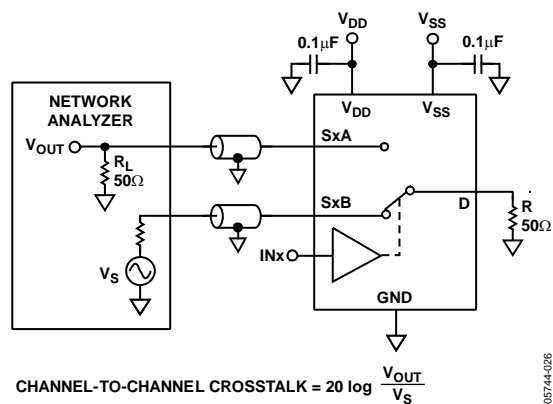 VDD
VSS
0.1μF
0.1μF
VDD
VSS
NETWORK
ANALYZER
VOUT
RL
50Ω
SxA
SxB
D
R
50Ω
VS
INx
GND
CHANNEL-TO-CHANNEL CROSSTALK = 20 log VOUT/VS
05744-026